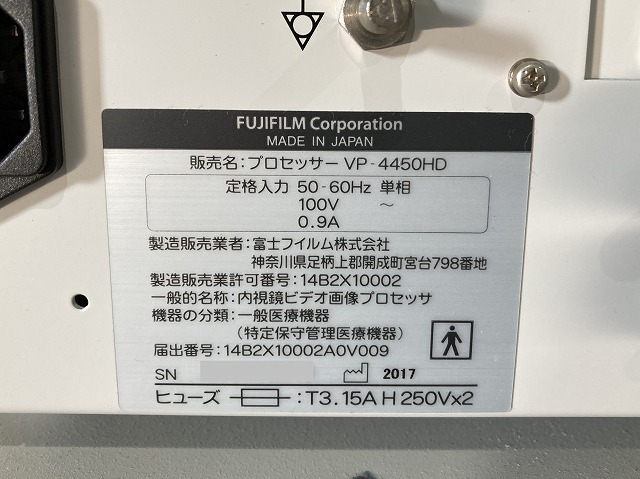 FUJIFILM Corporation
MADE IN JAPAN
販売名:プロセッサー VP-4450HD
定格入力 50-60Hz 単相
100V ～
0.9A
製造販売業者:富士フイルム株式会社
神奈川県足柄上郡開成町宮台798番地
製造販売業許可番号:14B2X10002
一般的名称:内視鏡ビデオ画像プロセッサ
機器の分類:一般医療機器
(特定保守管理医療機器)
届出番号:14B2X10002A0V009
SN 2017
ヒューズ :T3.15A H 250Vx2